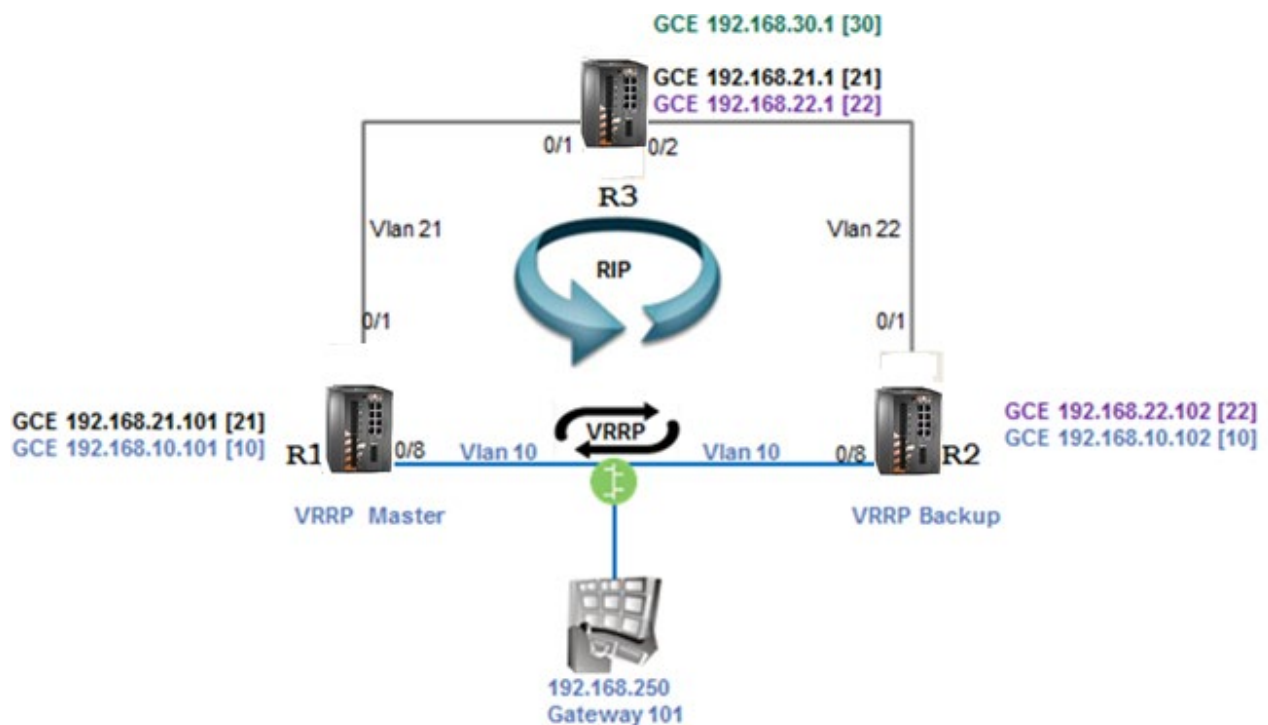 GCE 192.168.30.1 [30]
GCE 192.168.21.1 [21]
GCE 192.168.22.1 [22]
0/1
0/2
R3
Vlan 21
Vlan 22
RIP
0/1
0/1
GCE 192.168.21.101 [21]
GCE 192.168.10.101 [10]
R1
0/8
Vlan 10
VRRP
Vlan 10
0/8
R2
GCE 192.168.22.102 [22]
GCE 192.168.10.102 [10]
VRRP Master
VRRP Backup
192.168.250
Gateway 101